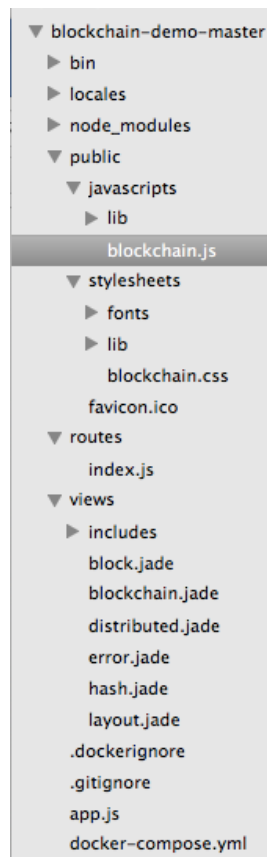 blockchain-demo-master
bin
locales
node_modules
public
javascripts
lib
blockchain.js
stylesheets
fonts
lib
blockchain.css
favicon.ico
routes
index.js
views
includes
block.jade
blockchain.jade
distributed.jade
error.jade
hash.jade
layout.jade
.dockerignore
.gitignore
app.js
docker-compose.yml